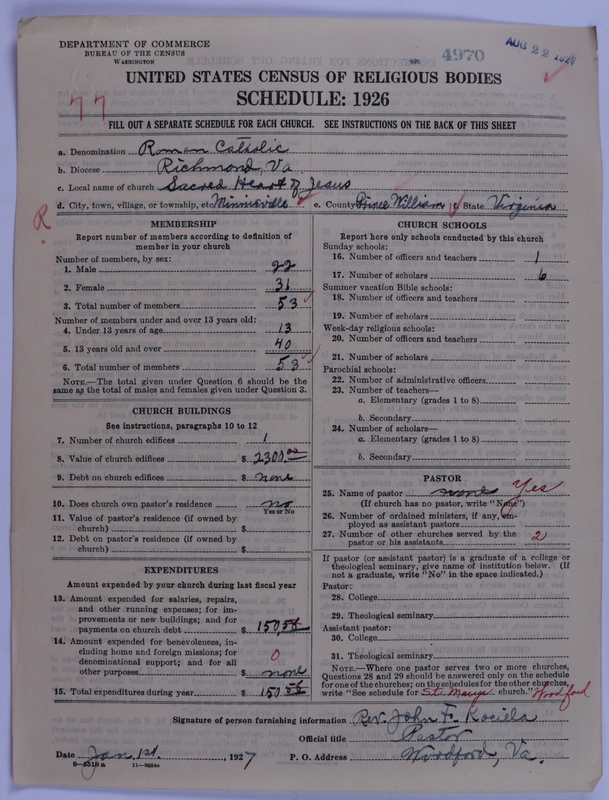 DEPARTMENT OF COMMERCE
BUREAU OF THE CENSUS
WASHINGTON
4970
AUG 22 1927
UNITED STATES CENSUS OF RELIGIOUS BODIES
SCHEDULE: 1926
77
FILL OUT A SEPARATE SCHEDULE FOR EACH CHURCH. SEE INSTRUCTIONS ON THE BACK OF THIS SHEET
a. Denomination Roman Catholic
b. Diocese Richmond, Va
c. Local name of church Sacred Heart of Jesus
d. City, town, village, or township, etc. Minnieville e. County Prince William f. State Virginia
R
MEMBERSHIP
Report number of members according to definition of
member in your church
Number of members, by sex:
1. Male 22
2. Female 31
3. Total number of members 53
Number of members under and over 13 years old:
4. Under 13 years of age 13
5. 13 years old and over 40
6. Total number of members 53
NOTE.—The total given under Question 6 should be the
same as the total of males and females given under Question 3.
CHURCH BUILDINGS
See instructions, paragraphs 10 to 12
7. Number of church edifices 1
8. Value of church edifices $ 2300.00
9. Debt on church edifices $ none
10. Does church own pastor's residence no
Yes or No
11. Value of pastor's residence (if owned by
church) $
12. Debt on pastor's residence (if owned by
church) $
EXPENDITURES
Amount expended by your church during last fiscal year
13. Amount expended for salaries, repairs,
and other running expenses; for im-
provements or new buildings; and for
payments on church debt $ 150
14. Amount expended for benevolences, in-
cluding home and foreign missions; for
denominational support; and for all
other purposes $ none
0
15. Total expenditures during year $ 150
CHURCH SCHOOLS
Report here only schools conducted by this church
Sunday schools:
16. Number of officers and teachers 1
17. Number of scholars 6
Summer vacation Bible schools:
18. Number of officers and teachers
19. Number of scholars
Week-day religious schools:
20. Number of officers and teachers
21. Number of scholars
Parochial schools:
22. Number of administrative officers
23. Number of teachers—
a. Elementary (grades 1 to 8)
b. Secondary
24. Number of scholars—
a. Elementary (grades 1 to 8)
b. Secondary
PASTOR
25. Name of pastor none Yes
(If church has no pastor, write "None")
26. Number of ordained ministers, if any, em-
ployed as assistant pastors
27. Number of other churches served by the
pastor or his assistants 2
If pastor (or assistant pastor) is a graduate of a college or
theological seminary, give name of institution below. (If
not a graduate, write "No" in the space indicated.)
Pastor:
28. College
29. Theological seminary
Assistant pastor:
30. College
31. Theological seminary
NOTE.—Where one pastor serves two or more churches,
Questions 28 and 29 should be answered only on the schedule
for one of the churches; on the schedules for the other churches,
write "See schedule for St. Marys church." Woodford
Signature of person furnishing information Rev. John F. Kociela
Official title Pastor
Date Jan. 1st, 1927 P. O. Address Woodford, Va.
8—5318a 11—9684a